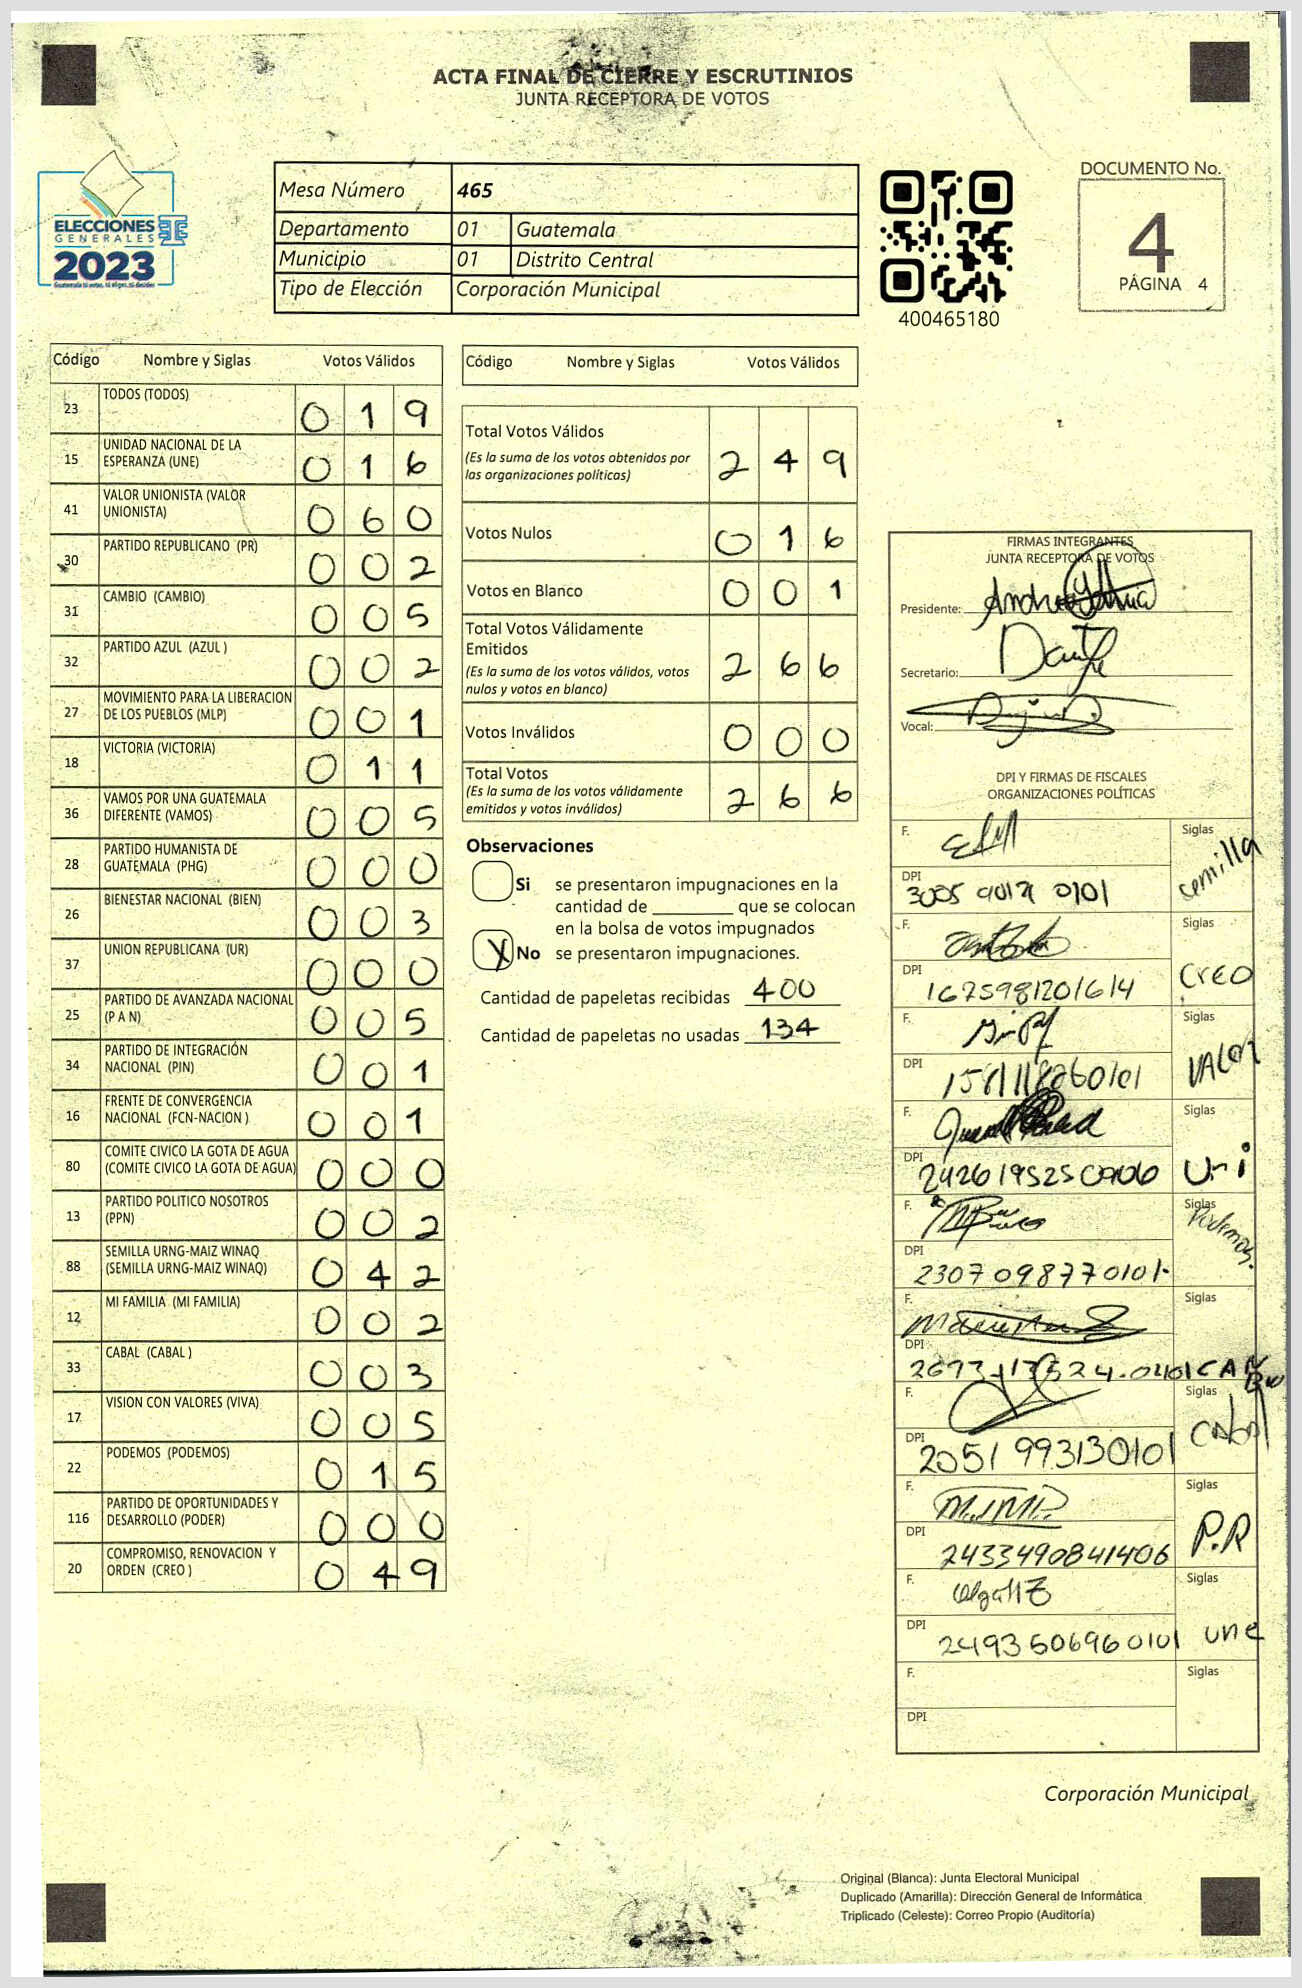 ACTA FINAL DE CIERRE Y ESCRUTINIOS
JUNTA RECEPTORA DE VOTOS
ELECCIONES
GENERALES
2023
Mesa Número 465
Departamento 01 Guatemala
Municipio 01 Distrito Central
Tipo de Elección Corporación Municipal
400465180
DOCUMENTO No.
4
PÁGINA 4
Código Nombre y Siglas Votos Válidos
23 TODOS (TODOS) 0 1 9
15 UNIDAD NACIONAL DE LA ESPERANZA (UNE) 0 1 6
41 VALOR UNIONISTA (VALOR UNIONISTA) 0 6 0
30 PARTIDO REPUBLICANO (PR) 0 0 2
31 CAMBIO (CAMBIO) 0 0 5
32 PARTIDO AZUL (AZUL ) 0 0 2
27 MOVIMIENTO PARA LA LIBERACION DE LOS PUEBLOS (MLP) 0 0 1
18 VICTORIA (VICTORIA) 0 1 1
36 VAMOS POR UNA GUATEMALA DIFERENTE (VAMOS) 0 0 5
28 PARTIDO HUMANISTA DE GUATEMALA (PHG) 0 0 0
26 BIENESTAR NACIONAL (BIEN) 0 0 3
37 UNION REPUBLICANA (UR) 0 0 0
25 PARTIDO DE AVANZADA NACIONAL (P A N) 0 0 5
34 PARTIDO DE INTEGRACIÓN NACIONAL (PIN) 0 0 1
16 FRENTE DE CONVERGENCIA NACIONAL (FCN-NACION ) 0 0 1
80 COMITE CIVICO LA GOTA DE AGUA (COMITE CIVICO LA GOTA DE AGUA) 0 0 0
13 PARTIDO POLITICO NOSOTROS (PPN) 0 0 2
88 SEMILLA URNG-MAIZ WINAQ (SEMILLA URNG-MAIZ WINAQ) 0 4 2
12 MI FAMILIA (MI FAMILIA) 0 0 2
33 CABAL (CABAL ) 0 0 3
17 VISION CON VALORES (VIVA) 0 0 5
22 PODEMOS (PODEMOS) 0 1 5
116 PARTIDO DE OPORTUNIDADES Y DESARROLLO (PODER) 0 0 0
20 COMPROMISO, RENOVACION Y ORDEN (CREO ) 0 4 9
Código Nombre y Siglas Votos Válidos
Total Votos Válidos 2 4 9
(Es la suma de los votos obtenidos por
las organizaciones políticas)
Votos Nulos 0 1 6
Votos en Blanco 0 0 1
Total Votos Válidamente
Emitidos 2 6 6
(Es la suma de los votos válidos, votos
nulos y votos en blanco)
Votos Inválidos 0 0 0
Total Votos 2 6 6
(Es la suma de los votos válidamente
emitidos y votos inválidos)
Observaciones
Si se presentaron impugnaciones en la
cantidad de ________ que se colocan
en la bolsa de votos impugnados
X No se presentaron impugnaciones.
Cantidad de papeletas recibidas 400
Cantidad de papeletas no usadas 134
FIRMAS INTEGRANTES
JUNTA RECEPTORA DE VOTOS
Presidente:
Secretario:
Vocal:
DPI Y FIRMAS DE FISCALES
ORGANIZACIONES POLÍTICAS
F. Siglas semilla
DPI 3005 0101
F. Siglas Creo
DPI 1675981201614
F. Siglas VALOR
DPI
F. Siglas Uni
DPI 2426195250906
F. Siglas Podemos.
DPI 2307098770101-
F. Siglas CAMBIO
DPI
F. Siglas Cabal
DPI 2051 993130101
F. Siglas P.R
DPI 2433490841406
F. Siglas une
DPI 2493506960101
F. Siglas
DPI
Corporación Municipal
Original (Blanca): Junta Electoral Municipal
Duplicado (Amarilla): Dirección General de Informática
Triplicado (Celeste): Correo Propio (Auditoría)